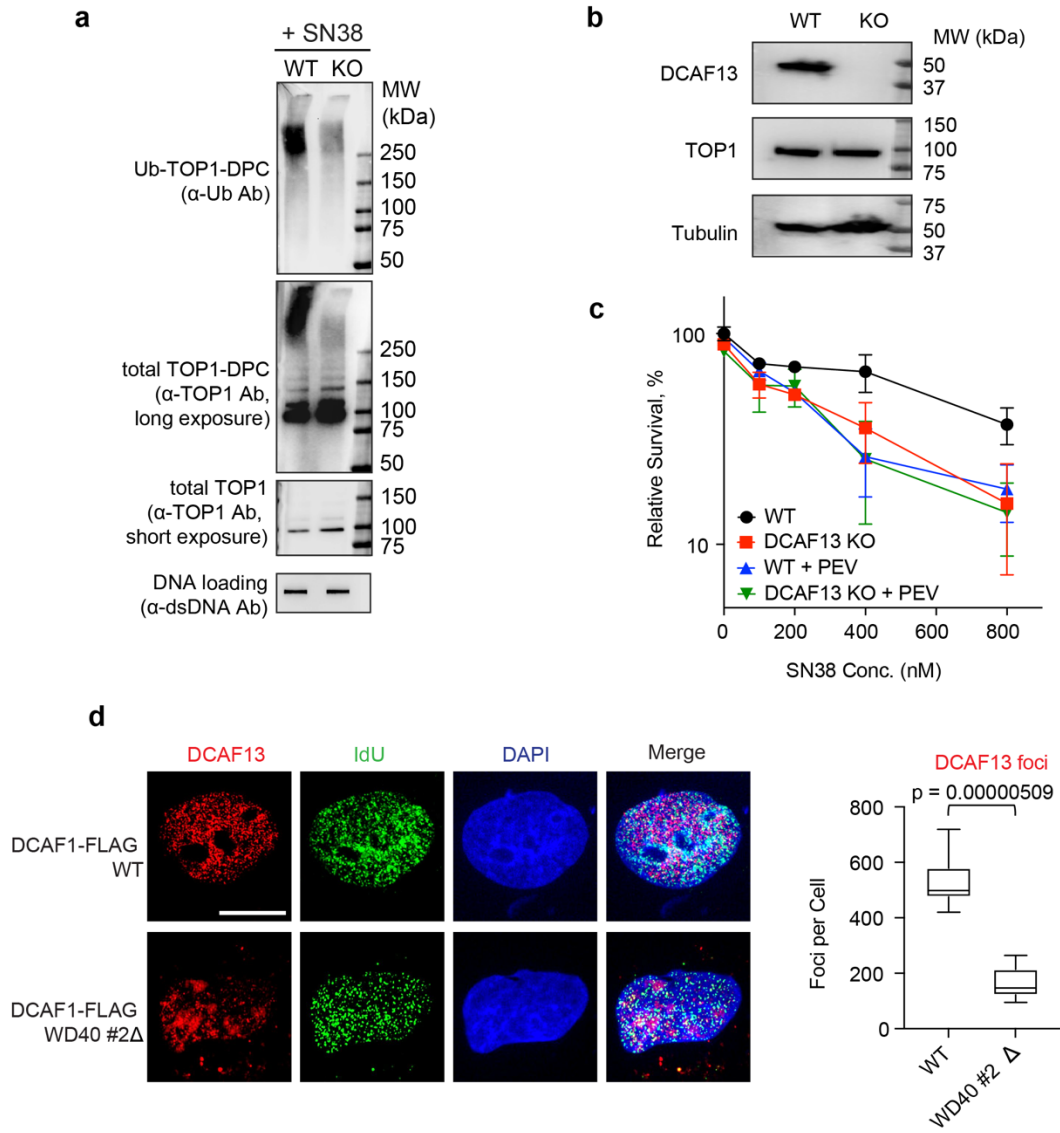 a
+ SN38
WT KO
MW
(kDa)
Ub-TOP1-DPC
(α-Ub Ab)
250
150
100
75
50
total TOP1-DPC
(α-TOP1 Ab,
long exposure)
250
150
100
75
50
total TOP1
(α-TOP1 Ab,
short exposure)
150
100
75
DNA loading
(α-dsDNA Ab)
b
WT KO
MW (kDa)
DCAF13
50
37
TOP1
150
100
75
Tubulin
75
50
37
c
Relative Survival, %
100
10
WT
DCAF13 KO
WT + PEV
DCAF13 KO + PEV
0 200 400 600 800
SN38 Conc. (nM)
d
DCAF13 IdU DAPI Merge
DCAF1-FLAG
WT
DCAF1-FLAG
WD40 #2Δ
DCAF13 foci
p = 0.00000509
Foci per Cell
800
600
400
200
0
WT
WD40 #2 Δ